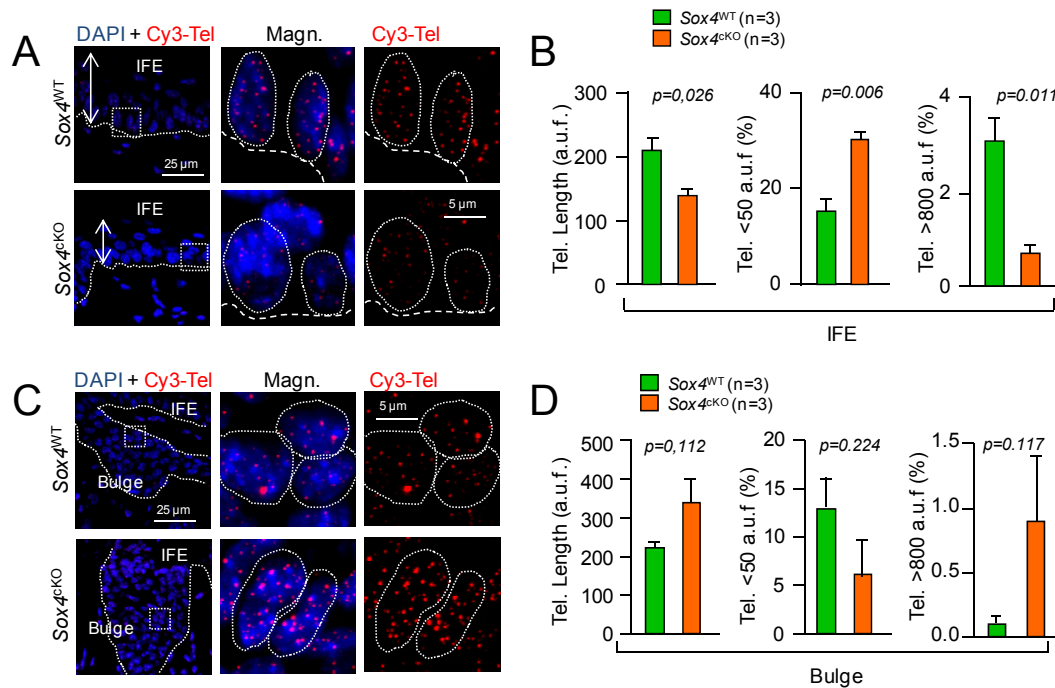 A
DAPI + Cy3-Tel
Magn.
Cy3-Tel
Sox4WT
IFE
25 µm
Sox4cKO
IFE
5 µm
B
Sox4WT (n=3)
Sox4cKO (n=3)
Tel. Length (a.u.f.)
300
200
100
0
p=0,026
Tel. <50 a.u.f (%)
40
20
0
p=0.006
Tel. >800 a.u.f (%)
4
2
0
p=0.011
IFE
C
DAPI + Cy3-Tel
Magn.
Cy3-Tel
Sox4WT
IFE
Bulge
25 µm
5 µm
Sox4cKO
IFE
Bulge
D
Sox4WT (n=3)
Sox4cKO (n=3)
Tel. Length (a.u.f.)
500
400
300
200
100
0
p=0,112
Tel. <50 a.u.f (%)
20
15
10
5
0
p=0.224
Tel. >800 a.u.f (%)
1.5
1.0
0.5
0.0
p=0.117
Bulge